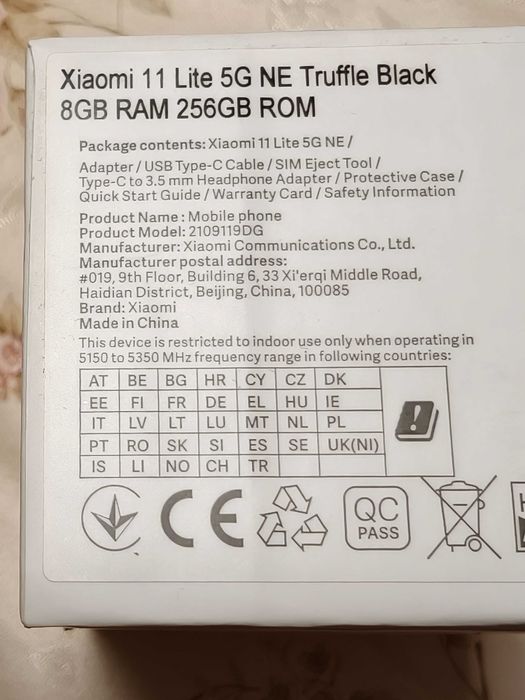 Xiaomi 11 Lite 5G NE Truffle Black
8GB RAM 256GB ROM
Package contents: Xiaomi 11 Lite 5G NE /
Adapter / USB Type-C Cable / SIM Eject Tool /
Type-C to 3.5 mm Headphone Adapter / Protective Case /
Quick Start Guide / Warranty Card / Safety Information
Product Name : Mobile phone
Product Model: 2109119DG
Manufacturer: Xiaomi Communications Co., Ltd.
Manufacturer postal address:
#019, 9th Floor, Building 6, 33 Xi'erqi Middle Road,
Haidian District, Beijing, China, 100085
Brand: Xiaomi
Made in China
This device is restricted to indoor use only when operating in
5150 to 5350 MHz frequency range in following countries:
AT BE BG HR CY CZ DK
EE FI FR DE EL HU IE
IT LV LT LU MT NL PL
PT RO SK SI ES SE UK(NI)
IS LI NO CH TR
CE
QC
PASS